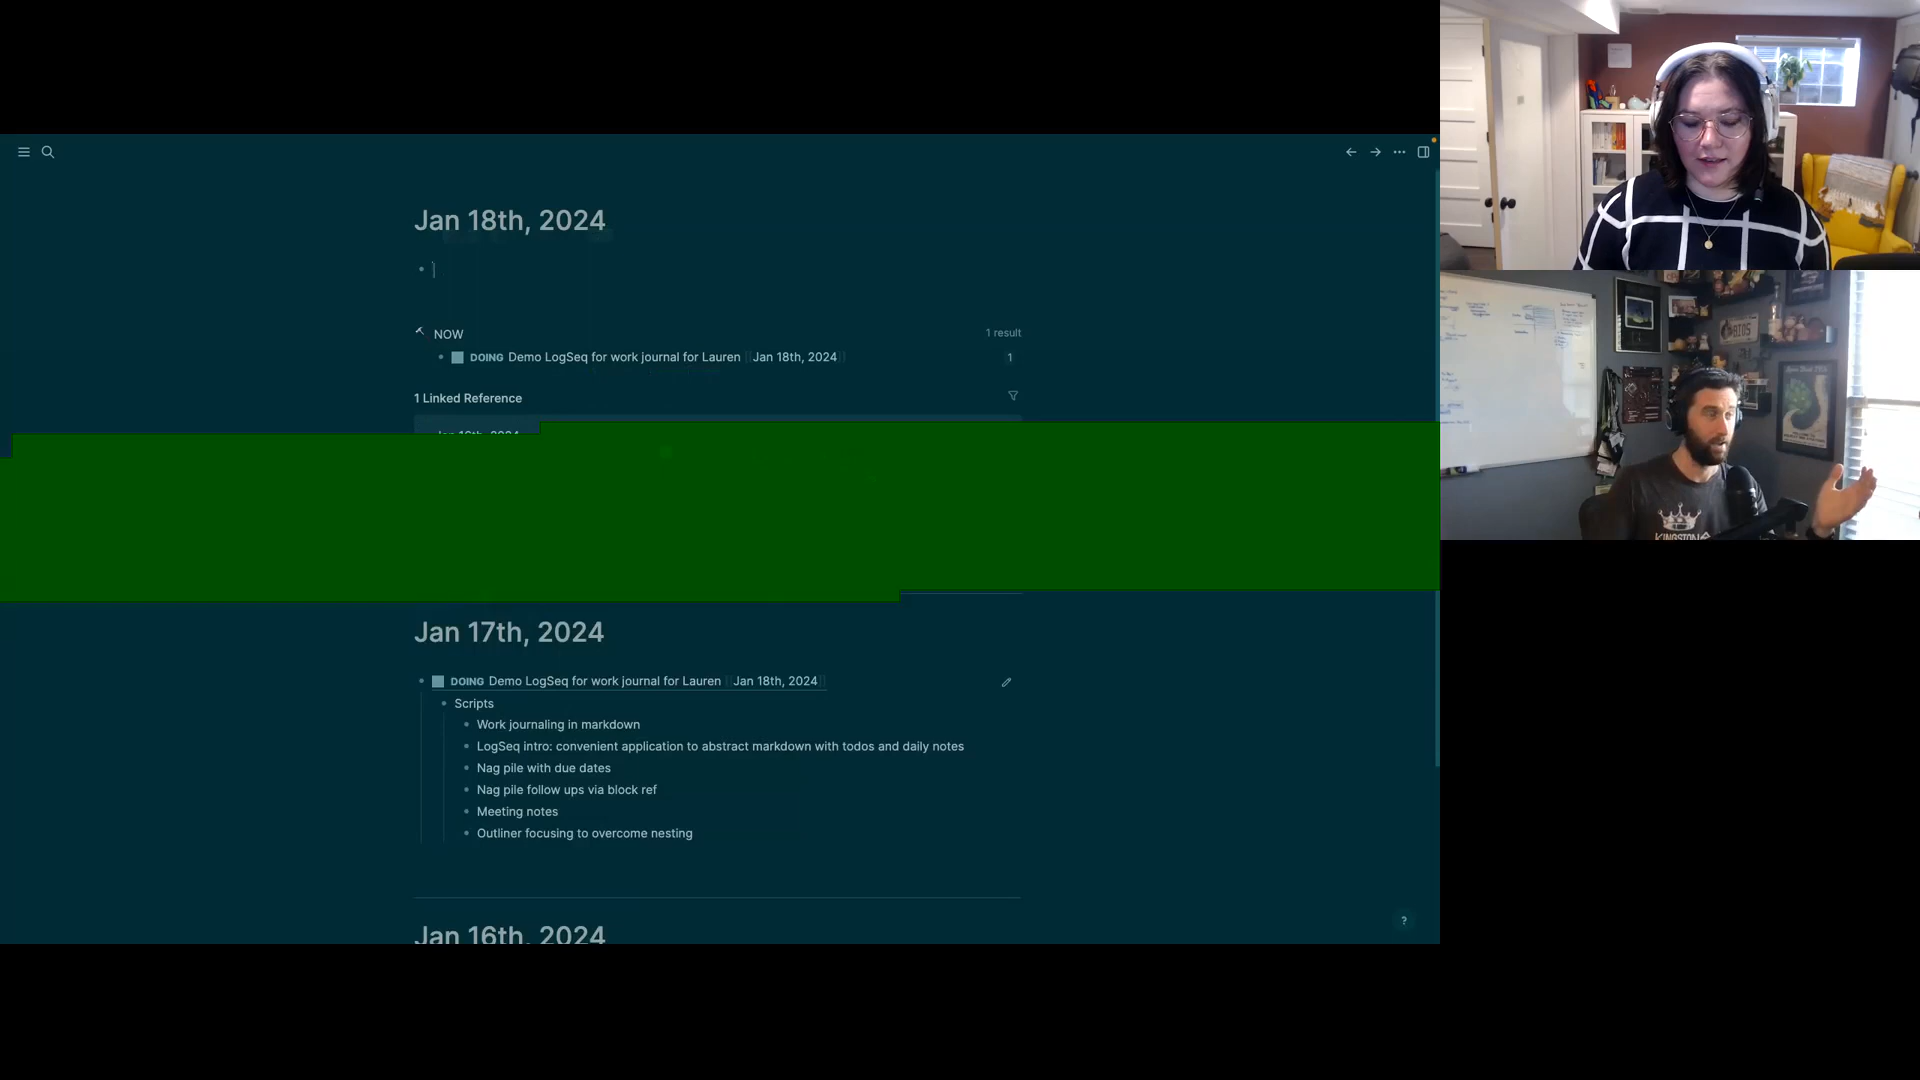 Jan 18th, 2024
NOW
1 result
DOING Demo LogSeq for work journal for Lauren [[Jan 18th, 2024]]
1
1 Linked Reference
Jan 17th, 2024
DOING Demo LogSeq for work journal for Lauren [[Jan 18th, 2024]]
Scripts
Work journaling in markdown
LogSeq intro: convenient application to abstract markdown with todos and daily notes
Nag pile with due dates
Nag pile follow ups via block ref
Meeting notes
Outliner focusing to overcome nesting
Jan 16th, 2024
?
KINGSTON